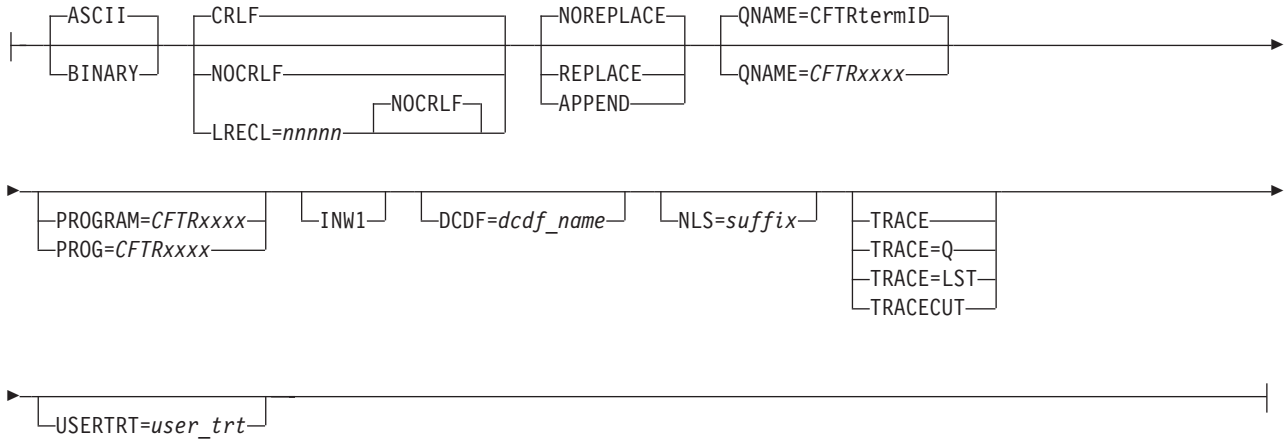 ASCII CRLF NOREPLACE QNAME=CFTRtermID
BINARY NOCRLF REPLACE QNAME=CFTRxxxx
NOCRLF APPEND
LRECL=nnnnn
PROGRAM=CFTRxxxx INW1 DCDF=dcdf_name NLS=suffix TRACE
PROG=CFTRxxxx TRACE=Q
TRACE=LST
TRACECUT
USERTRT=user_trt